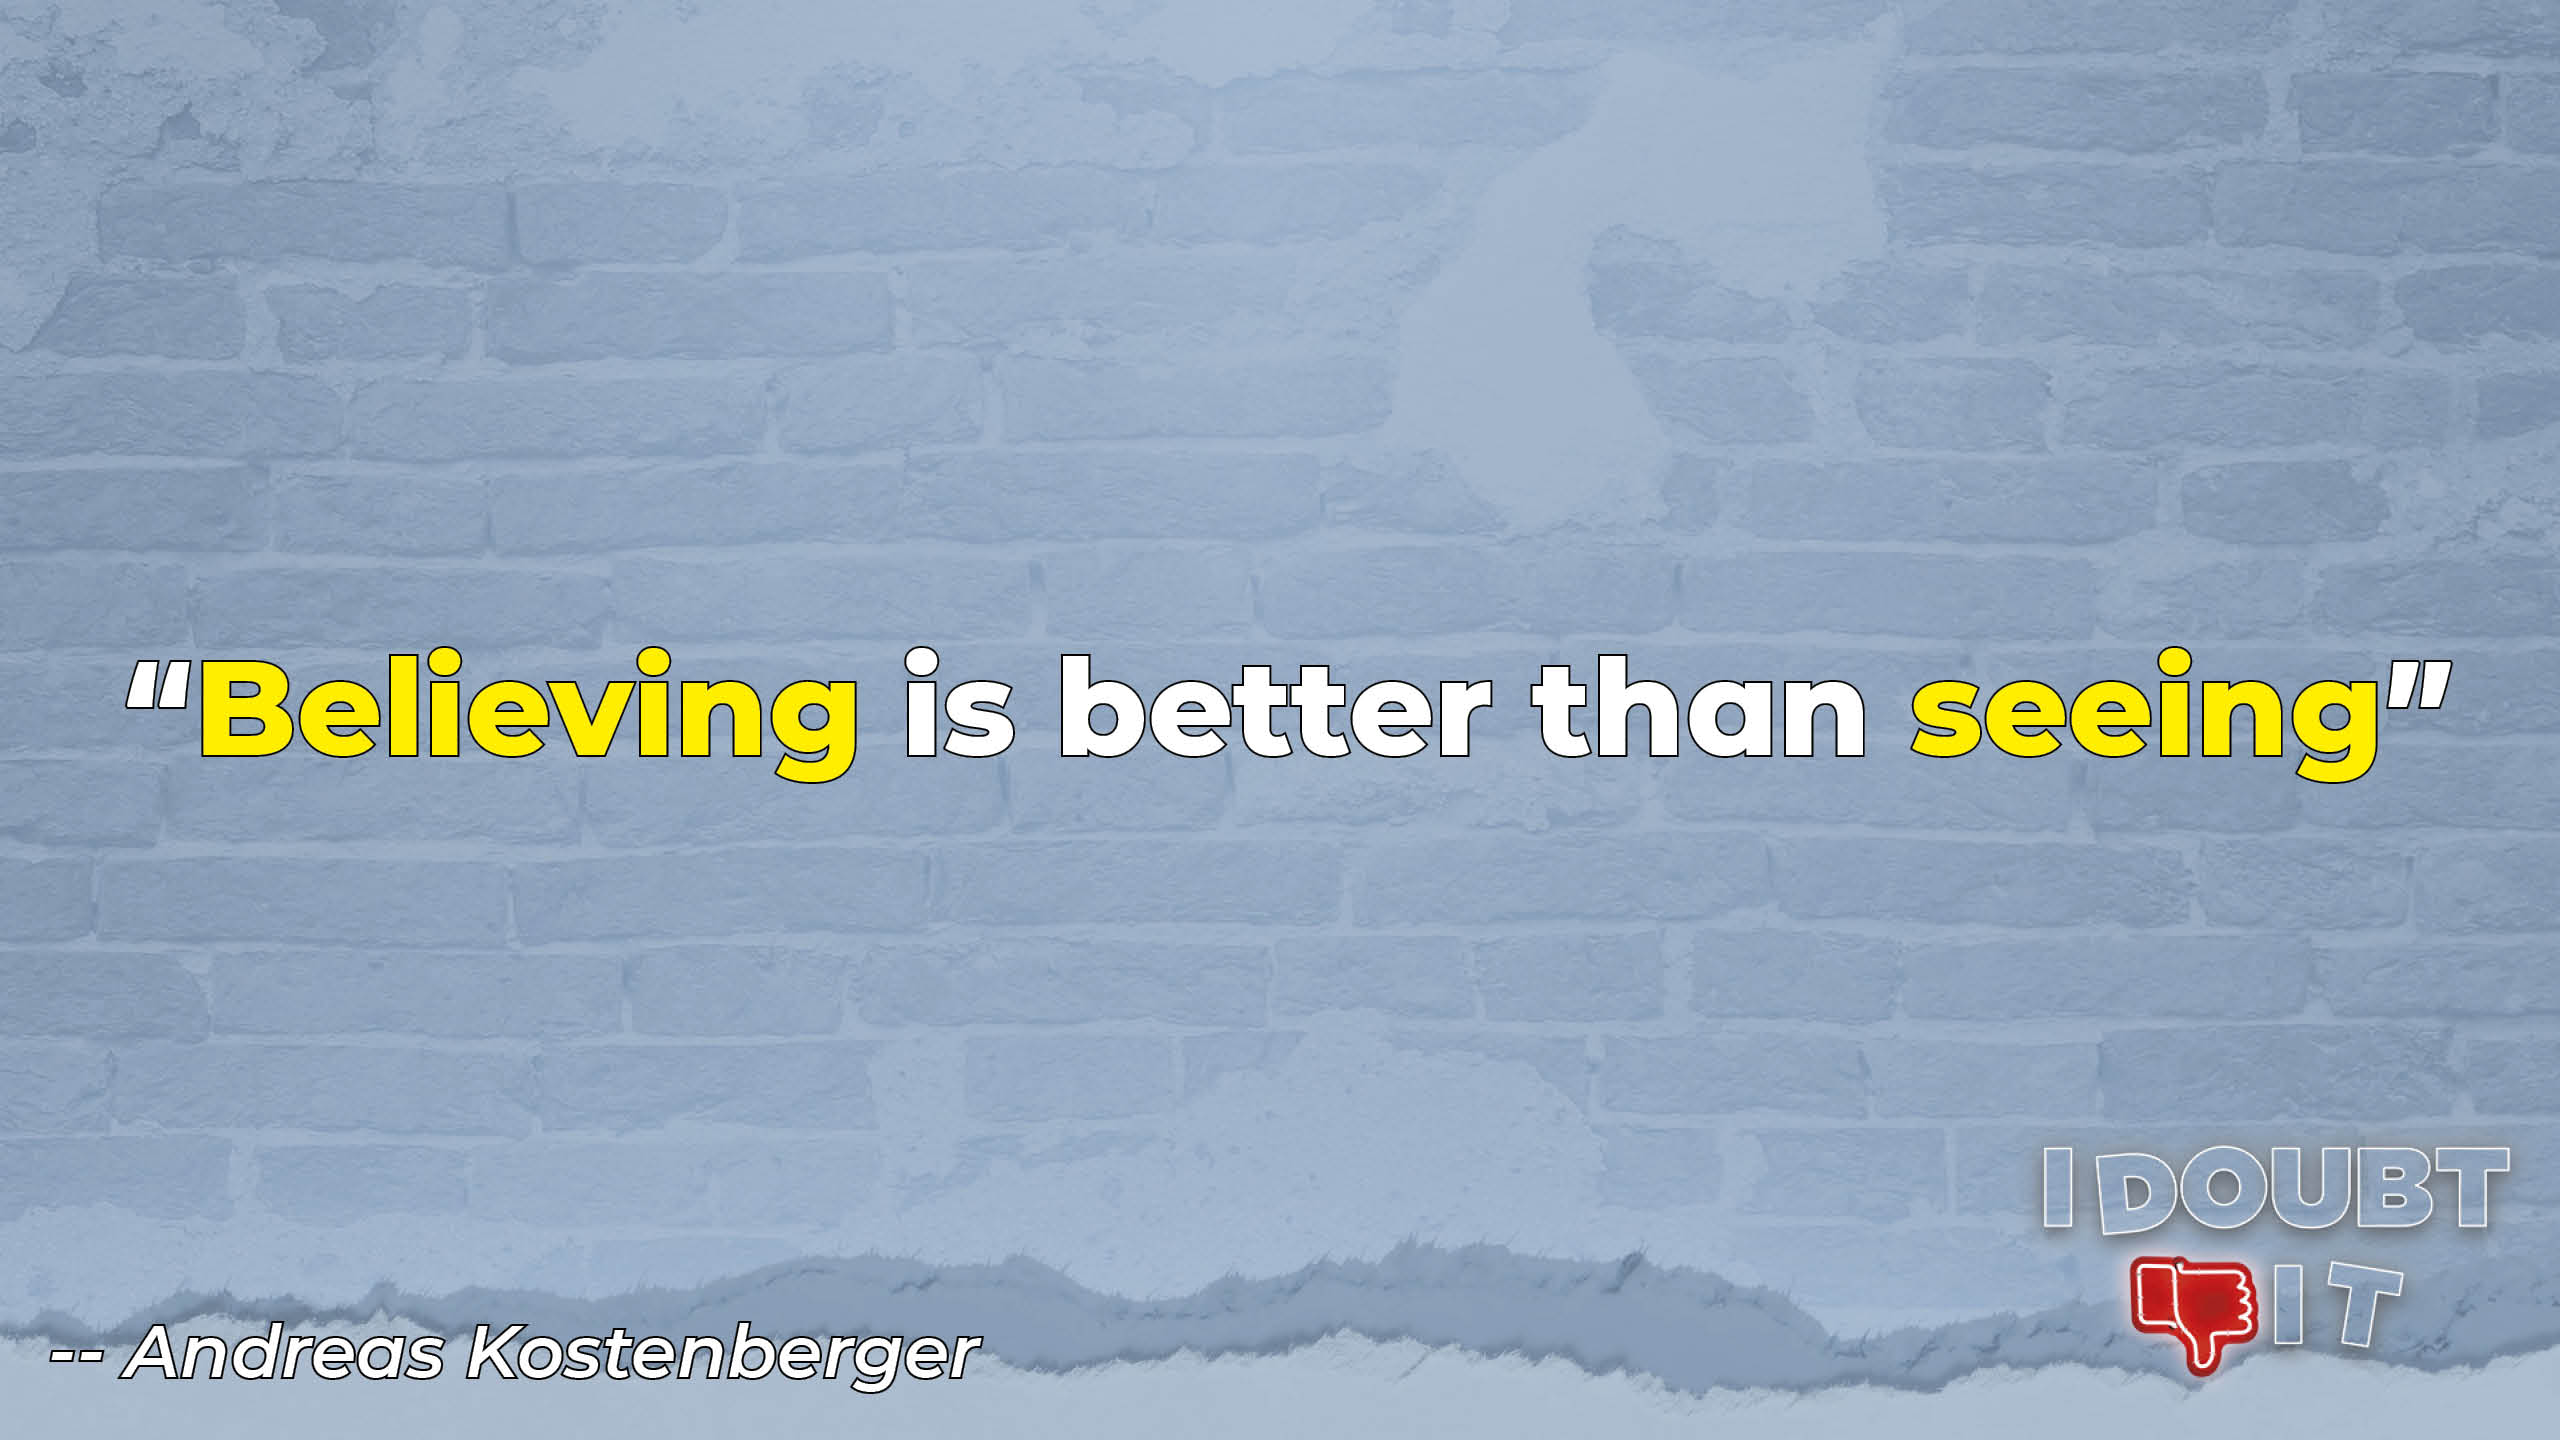 “Believing is better than seeing”
I DOUBT
IT
-- Andreas Kostenberger